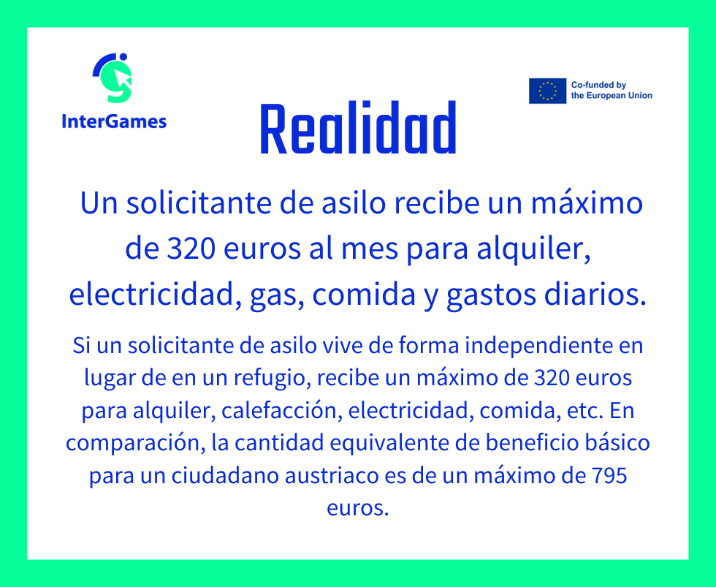 InterGames
Co-funded by
the European Union
Realidad
Un solicitante de asilo recibe un máximo
de 320 euros al mes para alquiler,
electricidad, gas, comida y gastos diarios.
Si un solicitante de asilo vive de forma independiente en
lugar de en un refugio, recibe un máximo de 320 euros
para alquiler, calefacción, electricidad, comida, etc. En
comparación, la cantidad equivalente de beneficio básico
para un ciudadano austriaco es de un máximo de 795
euros.